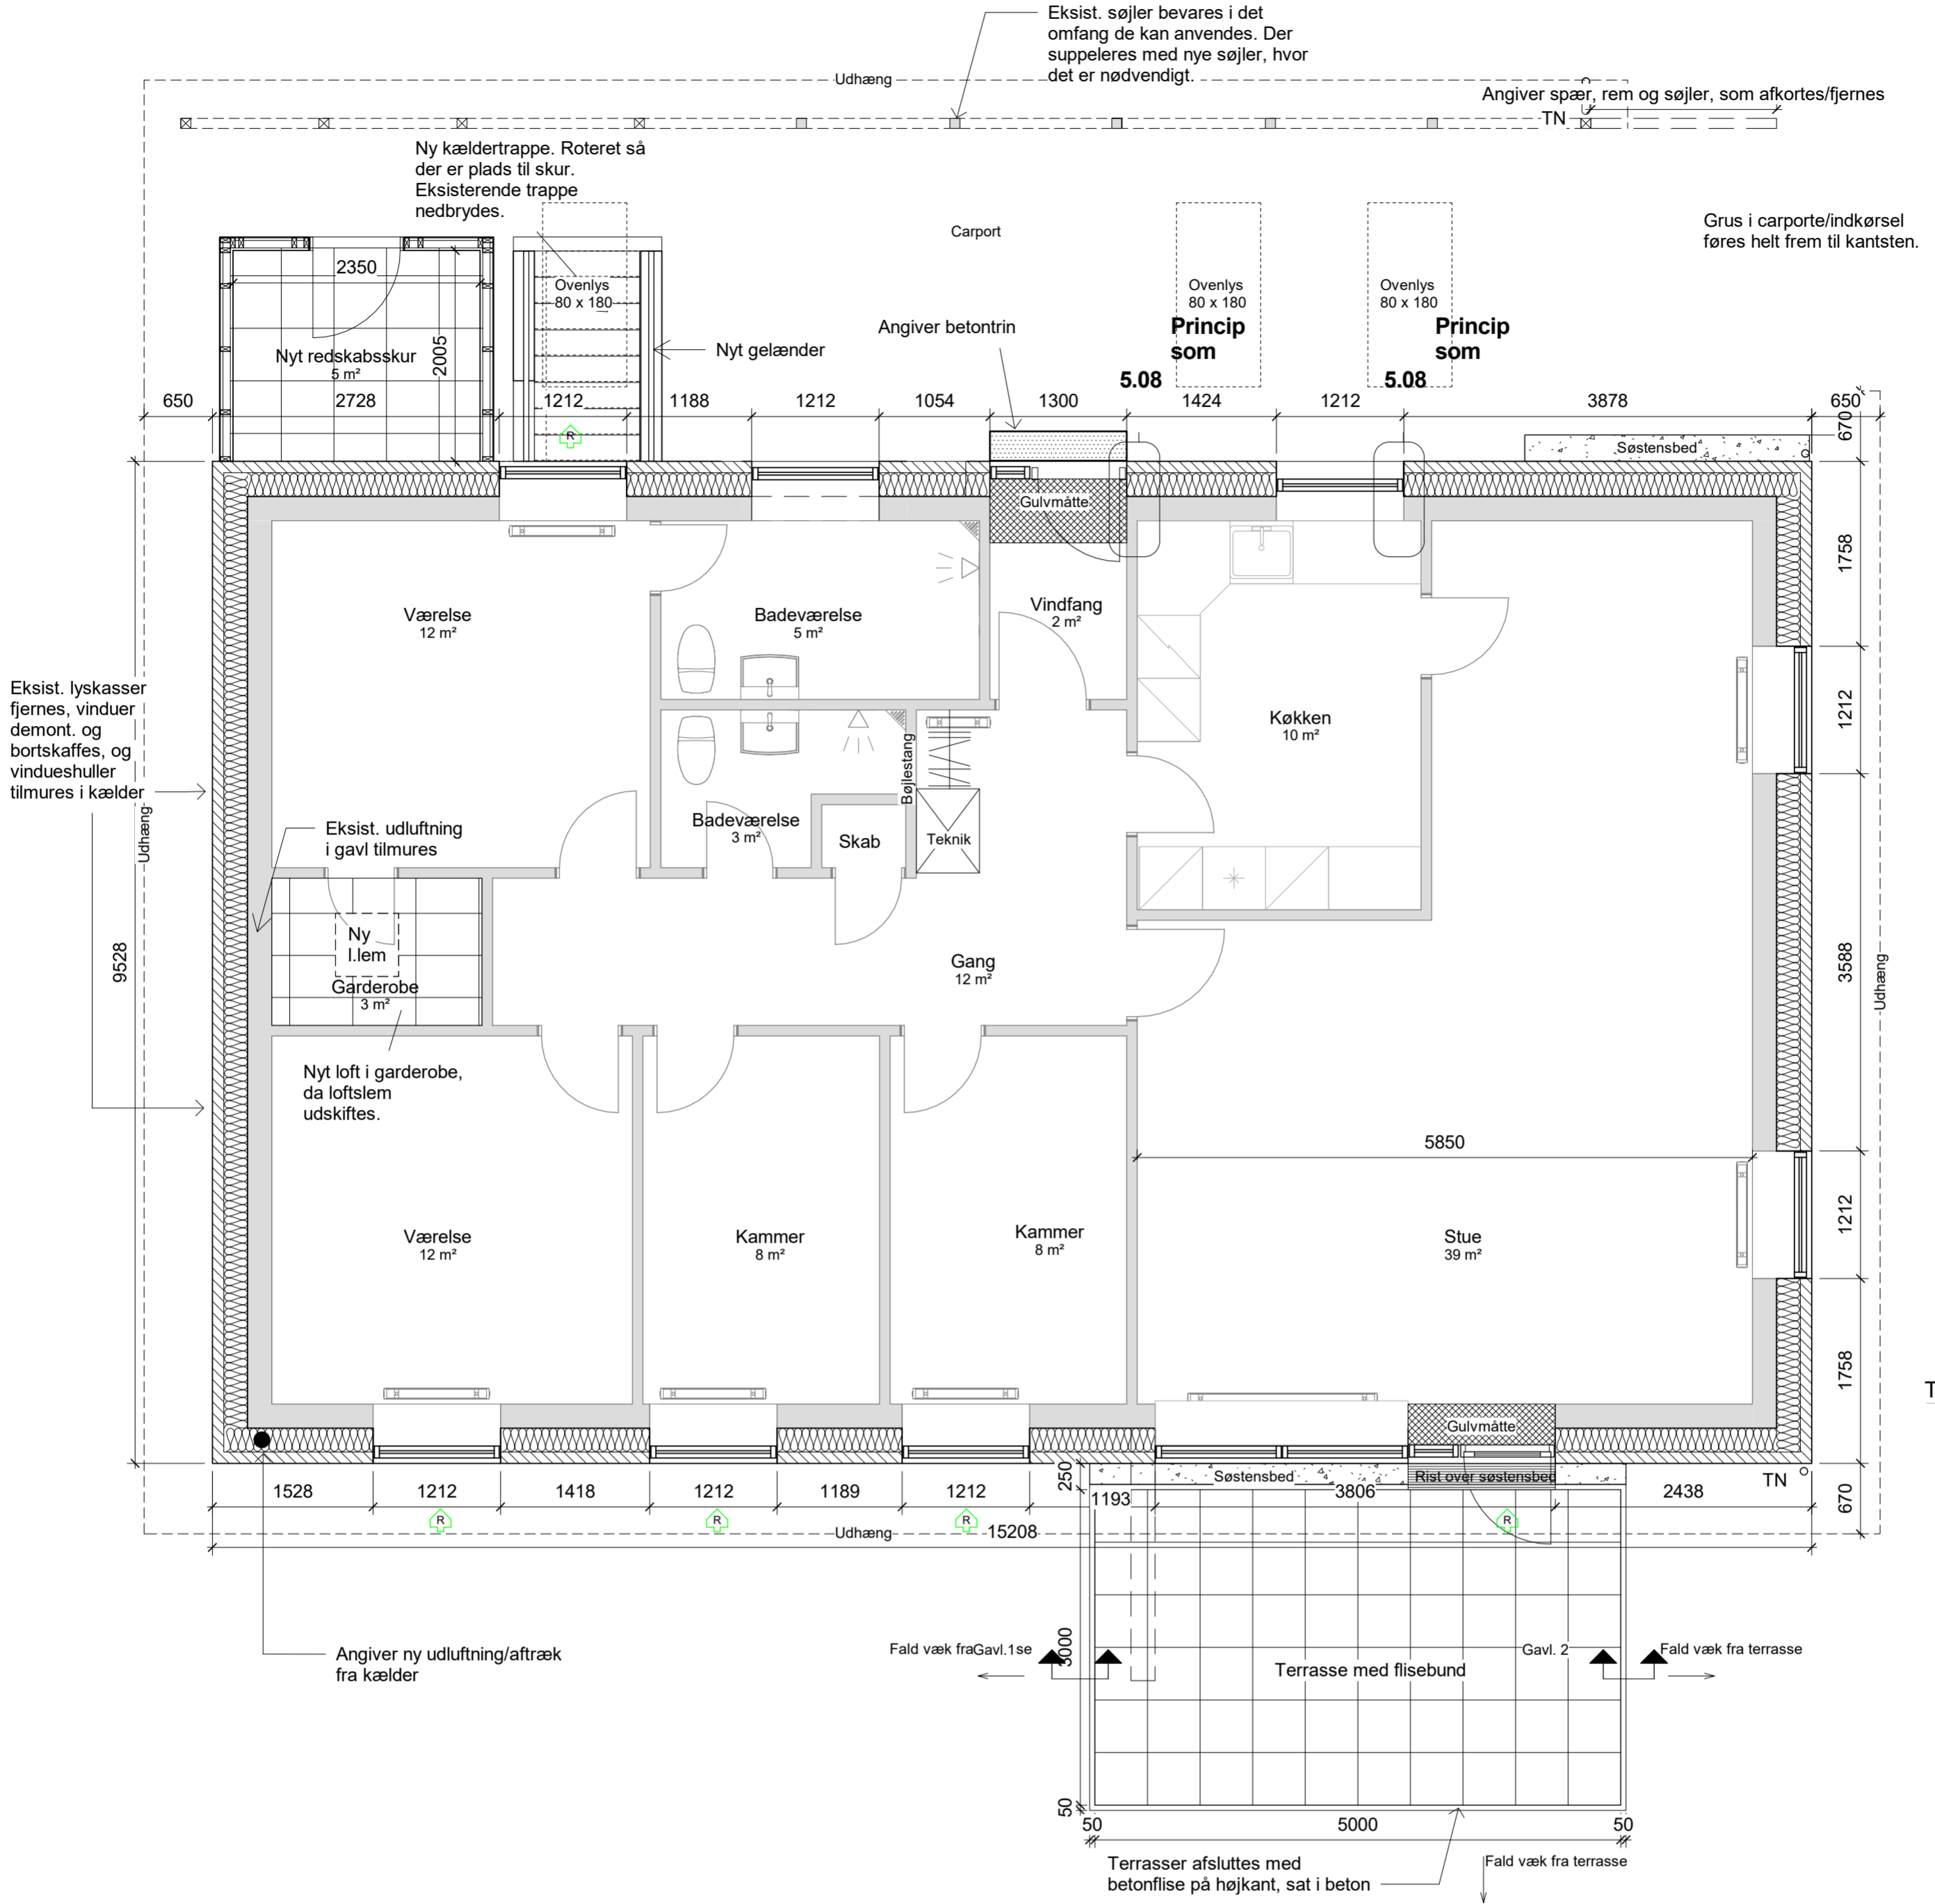 Eksist. søjler bevares i det
omfang de kan anvendes. Der
suppeleres med nye søjler, hvor
det er nødvendigt.
Udhæng
Angiver spær, rem og søjler, som afkortes/fjernes
TN
Ny kældertrappe. Roteret så
der er plads til skur.
Eksisterende trappe
nedbrydes.
Grus i carporte/indkørsel
føres helt frem til kantsten.
Carport
2350
Ovenlys
80 x 180
Ovenlys
80 x 180
Ovenlys
80 x 180
Angiver betontrin
Princip
som
5.08
Princip
som
5.08
Nyt redskabsskur
5 m²
2005
Nyt gelænder
650
2728
1212
1188
1212
1054
1300
1424
1212
3878
650
670
R
Søstensbed
Gulvmåtte
1758
Værelse
12 m²
Badeværelse
5 m²
Vindfang
2 m²
Eksist. lyskasser
fjernes, vinduer
demont. og
bortskaffes, og
vindueshuller
tilmures i kælder
Køkken
10 m²
1212
Bøjlestang
Udhæng
Eksist. udluftning
i gavl tilmures
Badeværelse
3 m²
Skab
Teknik
9528
Ny
l.lem
Garderobe
3 m²
Gang
12 m²
3588
Udhæng
Nyt loft i garderobe,
da loftslem
udskiftes.
5850
Værelse
12 m²
Kammer
8 m²
Kammer
8 m²
Stue
39 m²
1212
1758
T
Gulvmåtte
250
Søstensbed
Rist over søstensbed
TN
1528
1212
1418
1212
1189
1212
1193
3806
2438
670
R
R
R
R
Udhæng
15208
Angiver ny udluftning/aftræk
fra kælder
Fald væk fra
Gavl.1
se
3000
Gavl. 2
Fald væk fra terrasse
Terrasse med flisebund
50
50
5000
50
Terrasser afsluttes med
betonflise på højkant, sat i beton
Fald væk fra terrasse